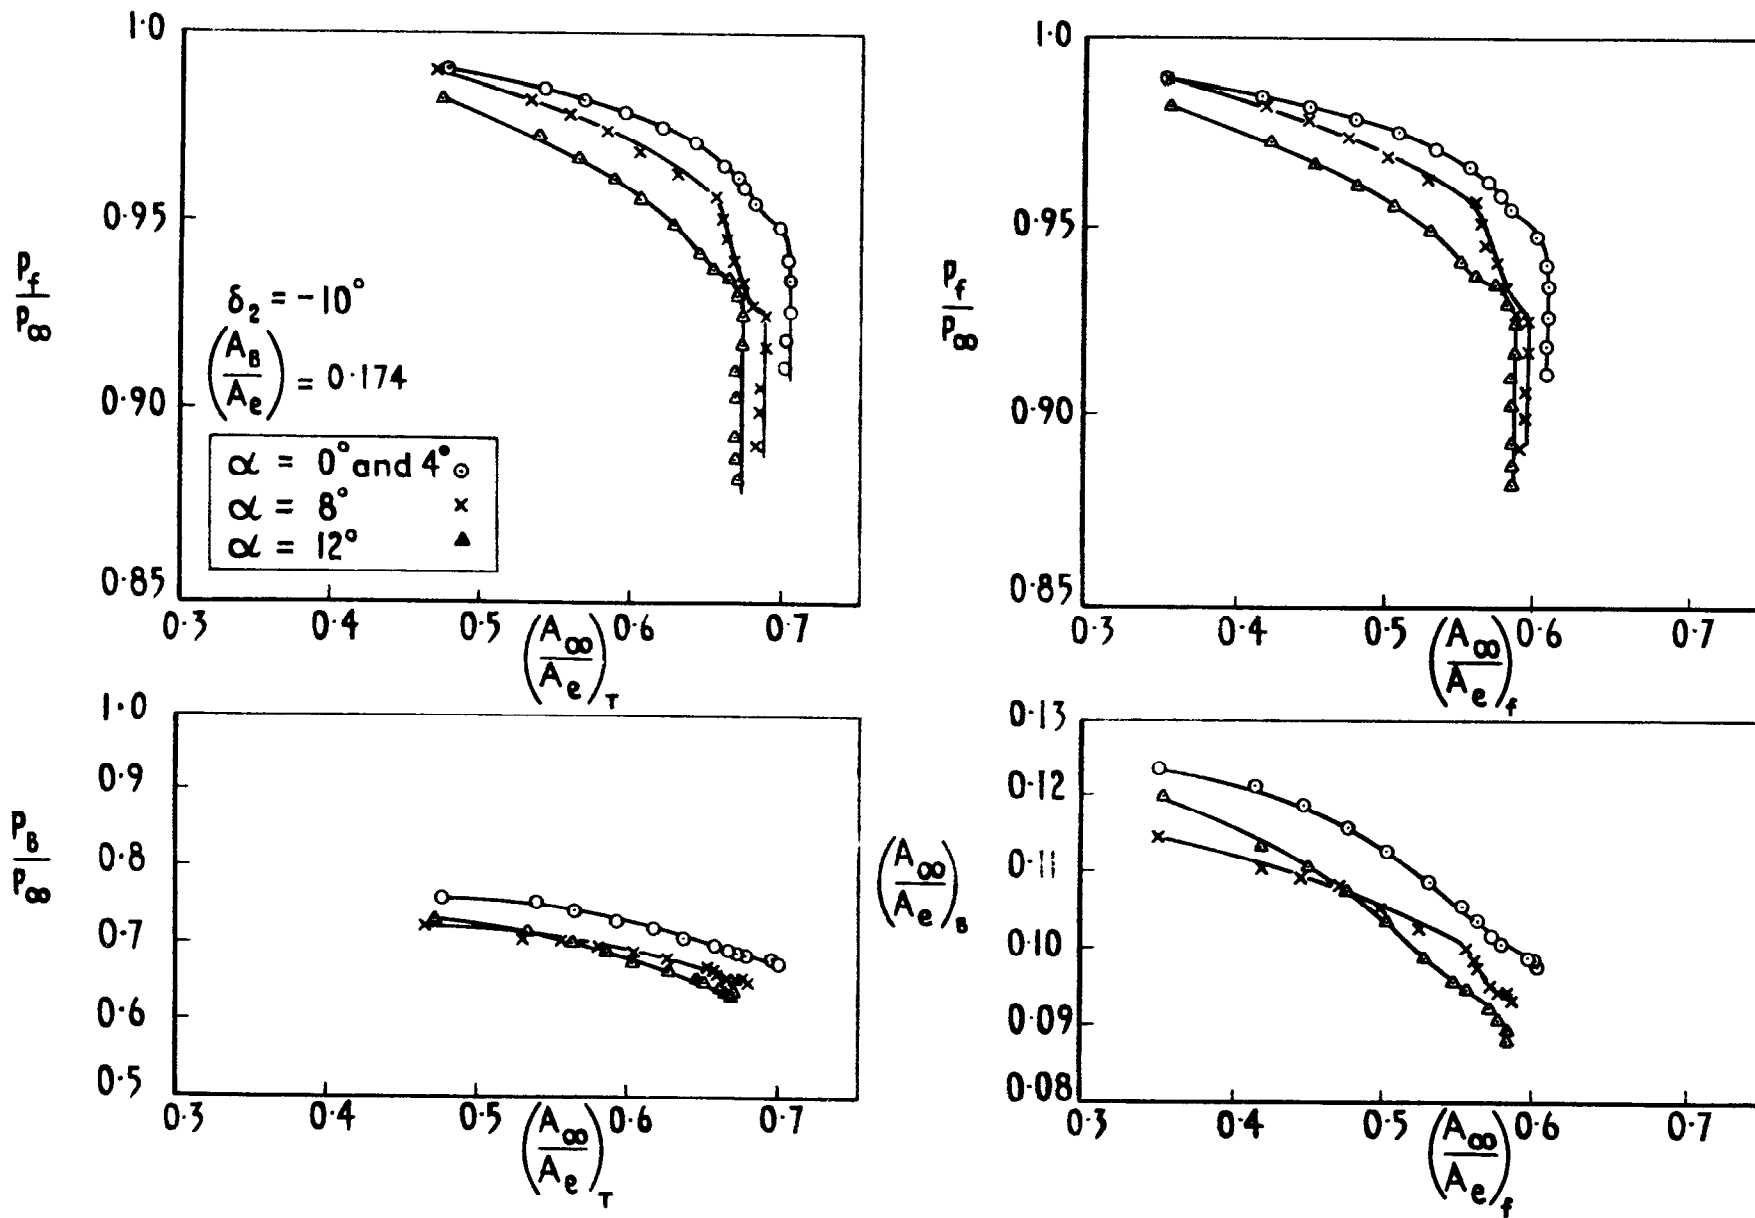 1.0
0.95
0.90
0.85
P_f / P_∞
δ₂ = -10°
(A_B / A_e) = 0.174
α = 0° and 4° ⊙
α = 8° ×
α = 12° ▲
0.3 0.4 0.5 0.6 0.7
(A_∞ / A_e)_T
1.0
0.95
0.90
0.85
P_f / P_∞
0.3 0.4 0.5 0.6 0.7
(A_∞ / A_e)_f
1.0
0.9
0.8
0.7
0.6
0.5
P_B / P_∞
0.3 0.4 0.5 0.6 0.7
(A_∞ / A_e)_T
0.13
0.12
0.11
0.10
0.09
0.08
(A_∞ / A_e)_B
0.3 0.4 0.5 0.6 0.7
(A_∞ / A_e)_f